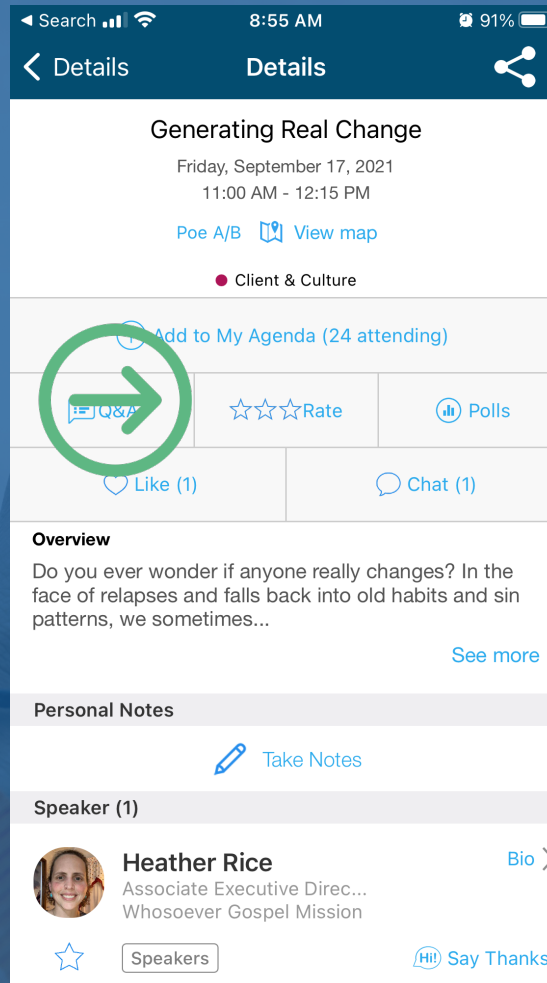 Search 8:55 AM 91%
Details Details
Generating Real Change
Friday, September 17, 2021
11:00 AM - 12:15 PM
Poe A/B View map
Client & Culture
Add to My Agenda (24 attending)
Q&A Rate Polls
Like (1) Chat (1)
Overview
Do you ever wonder if anyone really changes? In the
face of relapses and falls back into old habits and sin
patterns, we sometimes...
See more
Personal Notes
Take Notes
Speaker (1)
Heather Rice Bio
Associate Executive Direc...
Whosoever Gospel Mission
Speakers Hi! Say Thanks